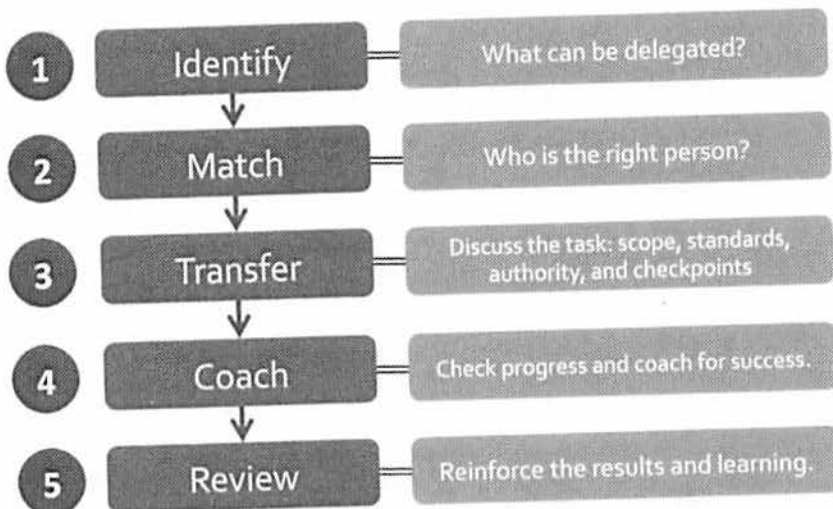 1 Identify What can be delegated?
2 Match Who is the right person?
3 Transfer Discuss the task: scope, standards,
authority, and checkpoints
4 Coach Check progress and coach for success.
5 Review Reinforce the results and learning.